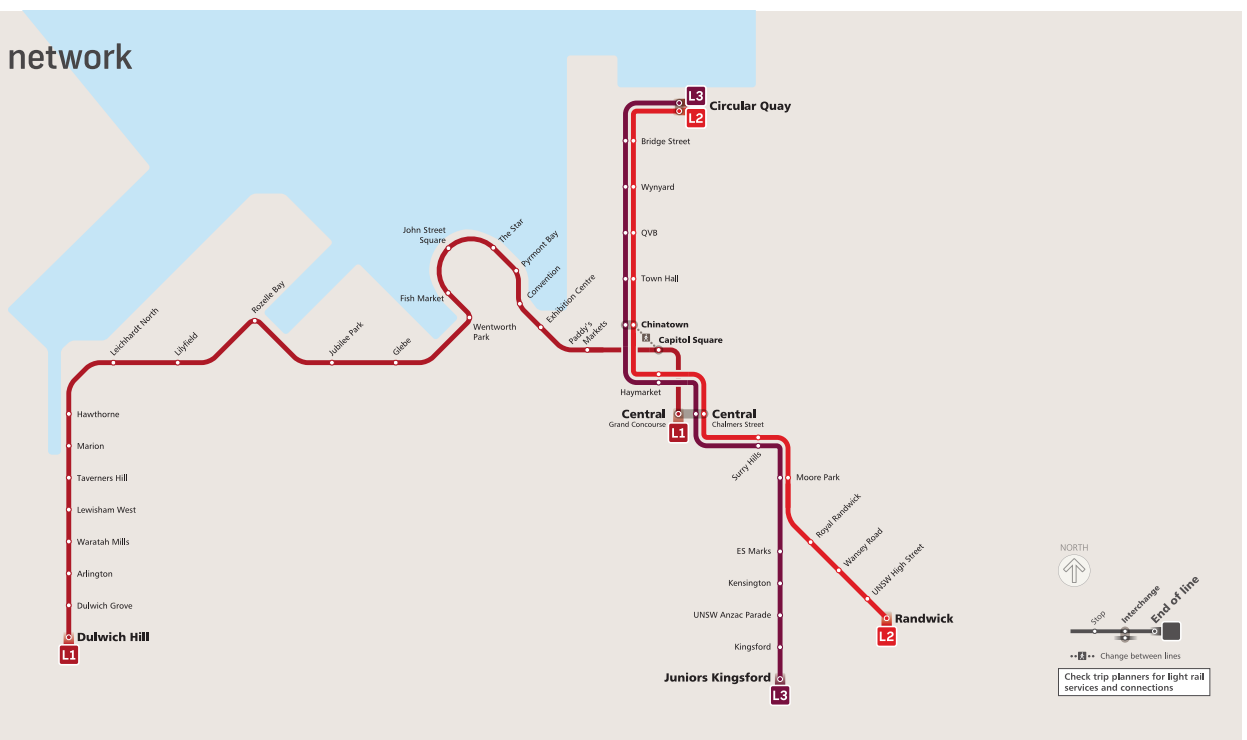 network
L3
Circular Quay
L2
Bridge Street
Wynyard
QVB
Town Hall
Chinatown
Capitol Square
Haymarket
Central
Grand Concourse
L1
Central
Chalmers Street
Surry Hills
Moore Park
Royal Randwick
Wansey Road
UNSW High Street
Randwick
L2
ES Marks
Kensington
UNSW Anzac Parade
Kingsford
Juniors Kingsford
L3
Paddy's
Markets
Exhibition Centre
Convention
Pyrmont Bay
The Star
John Street
Square
Fish Market
Wentworth
Park
Glebe
Jubilee Park
Rozelle Bay
Lilyfield
Leichhardt North
Hawthorne
Marion
Taverners Hill
Lewisham West
Waratah Mills
Arlington
Dulwich Grove
Dulwich Hill
L1
NORTH
Stop
Interchange
End of line
Change between lines
Check trip planners for light rail
services and connections